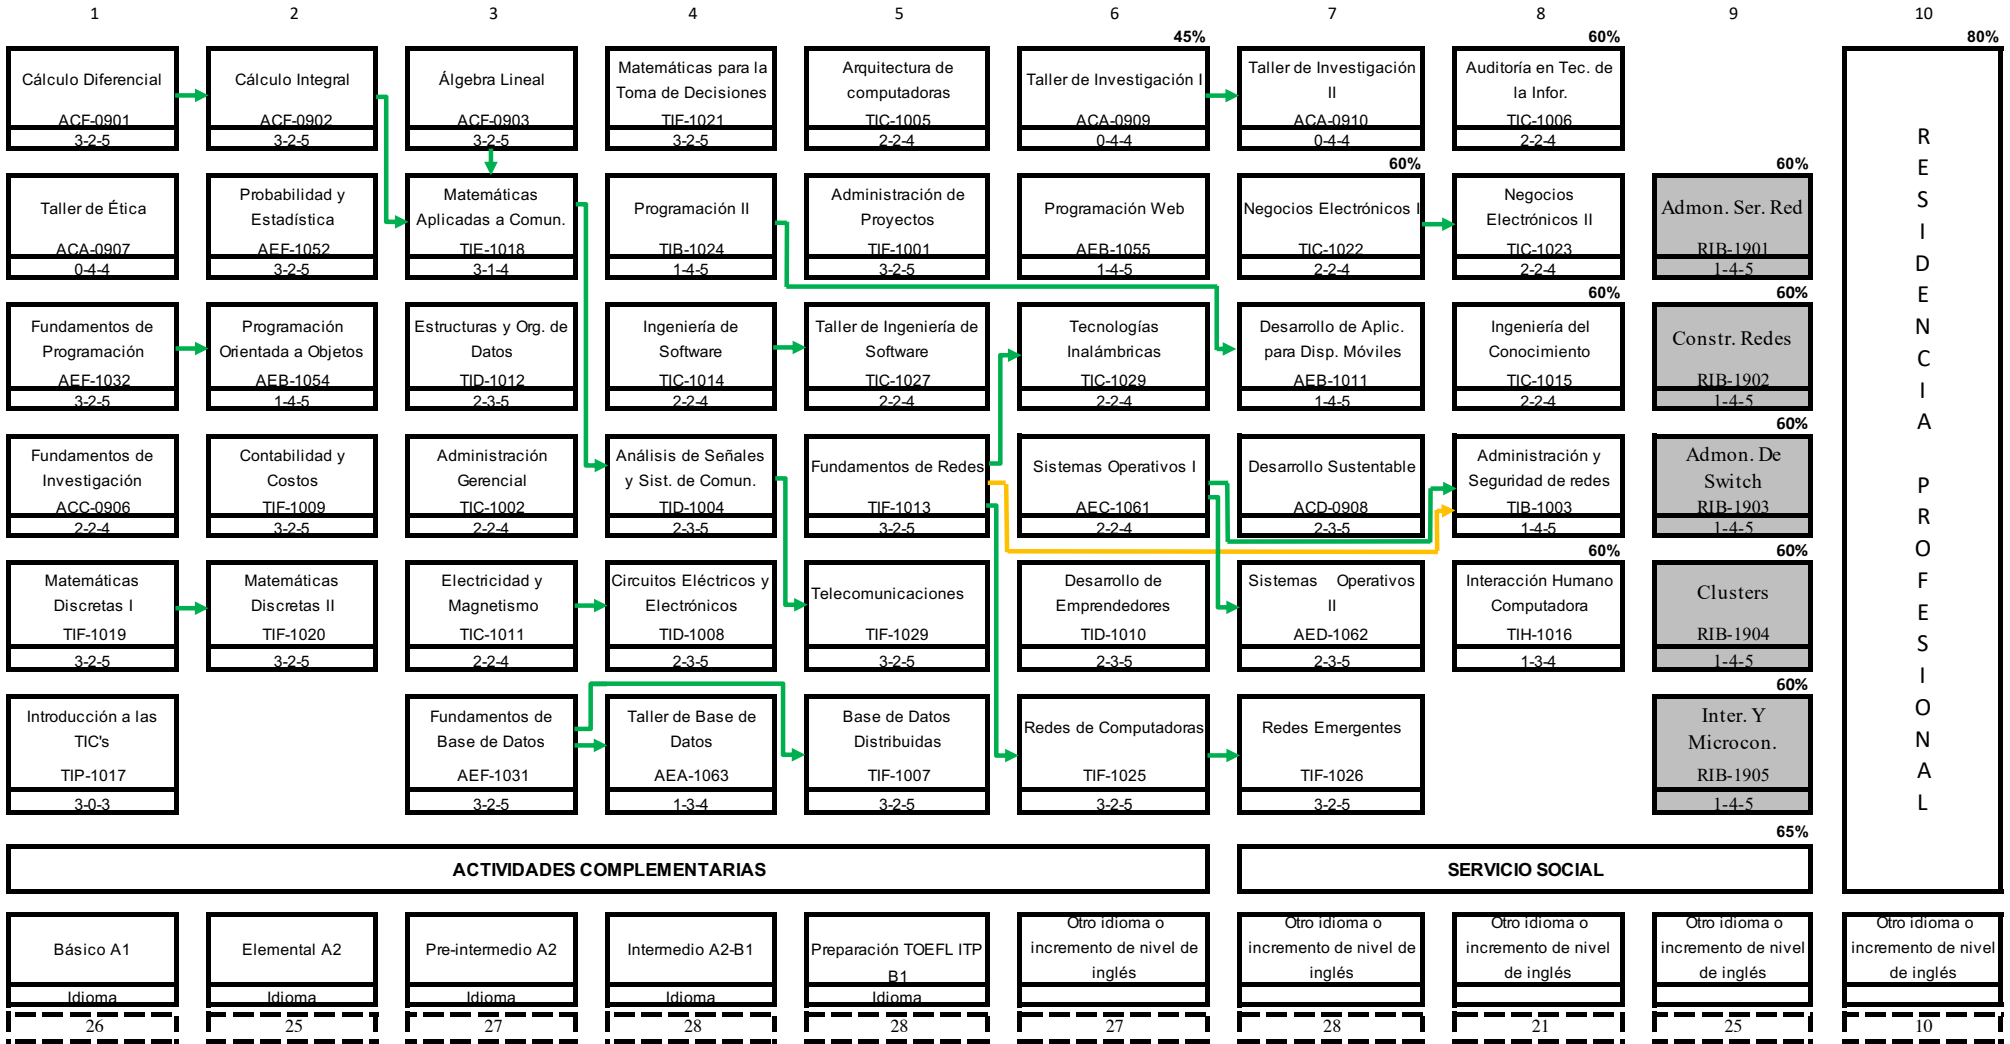 1 2 3 4 5 6 7 8 9 10
45% 60% 80%
Cálculo Diferencial
ACF-0901
3-2-5
Cálculo Integral
ACF-0902
3-2-5
Álgebra Lineal
ACF-0903
3-2-5
Matemáticas para la
Toma de Decisiones
TIF-1021
3-2-5
Arquitectura de
computadoras
TIC-1005
2-2-4
Taller de Investigación I
ACA-0909
0-4-4
Taller de Investigación
II
ACA-0910
0-4-4
Auditoría en Tec. de
la Infor.
TIC-1006
2-2-4
60% 60%
Taller de Ética
ACA-0907
0-4-4
Probabilidad y
Estadística
AEF-1052
3-2-5
Matemáticas
Aplicadas a Comun.
TIE-1018
3-1-4
Programación II
TIB-1024
1-4-5
Administración de
Proyectos
TIF-1001
3-2-5
Programación Web
AEB-1055
1-4-5
Negocios Electrónicos I
TIC-1022
2-2-4
Negocios
Electrónicos II
TIC-1023
2-2-4
Admon. Ser. Red
RIB-1901
1-4-5
60% 60%
Fundamentos de
Programación
AEF-1032
3-2-5
Programación
Orientada a Objetos
AEB-1054
1-4-5
Estructuras y Org. de
Datos
TID-1012
2-3-5
Ingeniería de
Software
TIC-1014
2-2-4
Taller de Ingeniería de
Software
TIC-1027
2-2-4
Tecnologías
Inalámbricas
TIC-1029
2-2-4
Desarrollo de Aplic.
para Disp. Móviles
AEB-1011
1-4-5
Ingeniería del
Conocimiento
TIC-1015
2-2-4
Constr. Redes
RIB-1902
1-4-5
60%
Fundamentos de
Investigación
ACC-0906
2-2-4
Contabilidad y
Costos
TIF-1009
3-2-5
Administración
Gerencial
TIC-1002
2-2-4
Análisis de Señales
y Sist. de Comun.
TID-1004
2-3-5
Fundamentos de Redes
TIF-1013
3-2-5
Sistemas Operativos I
AEC-1061
2-2-4
Desarrollo Sustentable
ACD-0908
2-3-5
Administración y
Seguridad de redes
TIB-1003
1-4-5
Admon. De
Switch
RIB-1903
1-4-5
60% 60%
Matemáticas
Discretas I
TIF-1019
3-2-5
Matemáticas
Discretas II
TIF-1020
3-2-5
Electricidad y
Magnetismo
TIC-1011
2-2-4
Circuitos Eléctricos y
Electrónicos
TID-1008
2-3-5
Telecomunicaciones
TIF-1029
3-2-5
Desarrollo de
Emprendedores
TID-1010
2-3-5
Sistemas Operativos
II
AED-1062
2-3-5
Interacción Humano
Computadora
TIH-1016
1-3-4
Clusters
RIB-1904
1-4-5
60%
Introducción a las
TIC's
TIP-1017
3-0-3
Fundamentos de
Base de Datos
AEF-1031
3-2-5
Taller de Base de
Datos
AEA-1063
1-3-4
Base de Datos
Distribuidas
TIF-1007
3-2-5
Redes de Computadoras
TIF-1025
3-2-5
Redes Emergentes
TIF-1026
3-2-5
Inter. Y
Microcon.
RIB-1905
1-4-5
R
E
S
I
D
E
N
C
I
A
P
R
O
F
E
S
I
O
N
A
L
65%
ACTIVIDADES COMPLEMENTARIAS
SERVICIO SOCIAL
Básico A1
Idioma
Elemental A2
Idioma
Pre-intermedio A2
Idioma
Intermedio A2-B1
Idioma
Preparación TOEFL ITP
B1
Idioma
Otro idioma o
incremento de nivel de
inglés
Otro idioma o
incremento de nivel de
inglés
Otro idioma o
incremento de nivel
de inglés
Otro idioma o
incremento de nivel
de inglés
Otro idioma o
incremento de nivel
de inglés
26 25 27 28 28 27 28 21 25 10